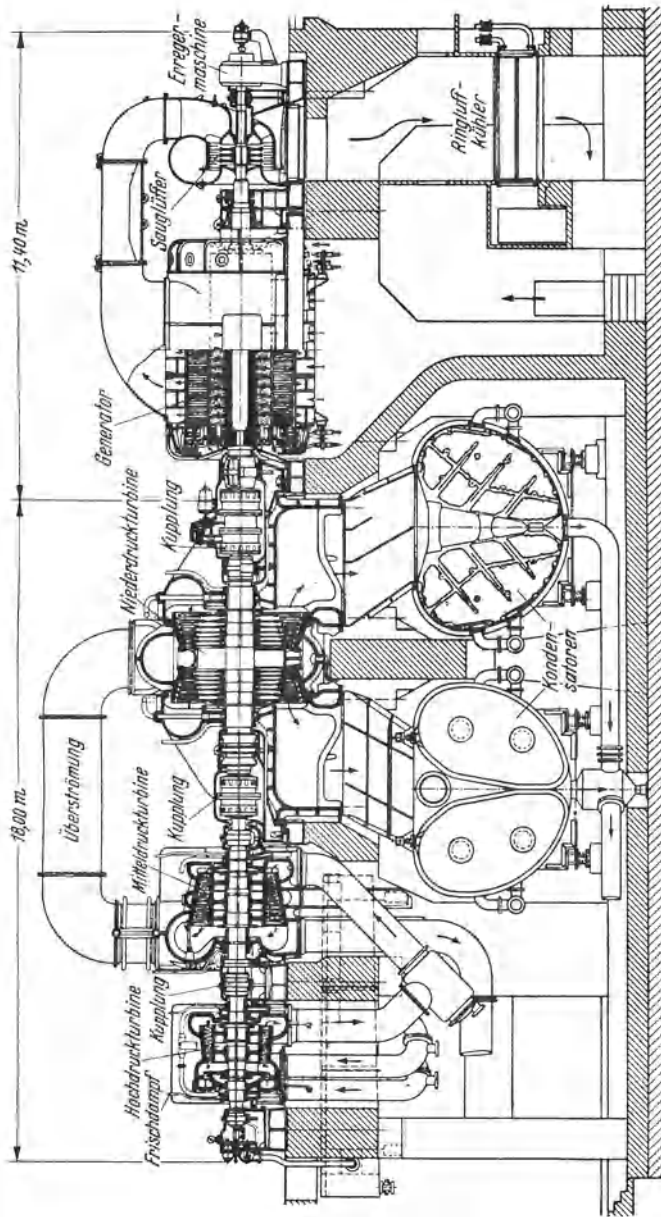 18,00 m
11,40 m
Überströmung
Hochdruckturbine
Frischdampf
Kupplung
Mitteldruckturbine
Kupplung
Niederdruckturbine
Kupplung
Generator
Sauglüfter
Erreger-
maschine
Konden-
satoren
Ringluft-
kühler